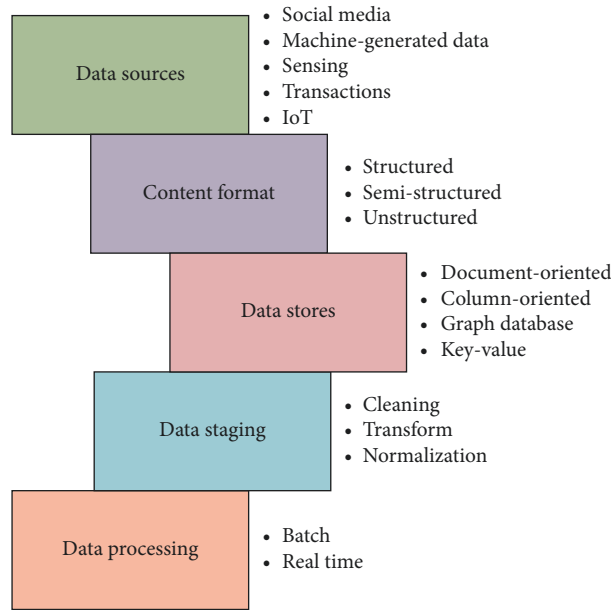 Data sources
• Social media
• Machine-generated data
• Sensing
• Transactions
• IoT
Content format
• Structured
• Semi-structured
• Unstructured
Data stores
• Document-oriented
• Column-oriented
• Graph database
• Key-value
Data staging
• Cleaning
• Transform
• Normalization
Data processing
• Batch
• Real time